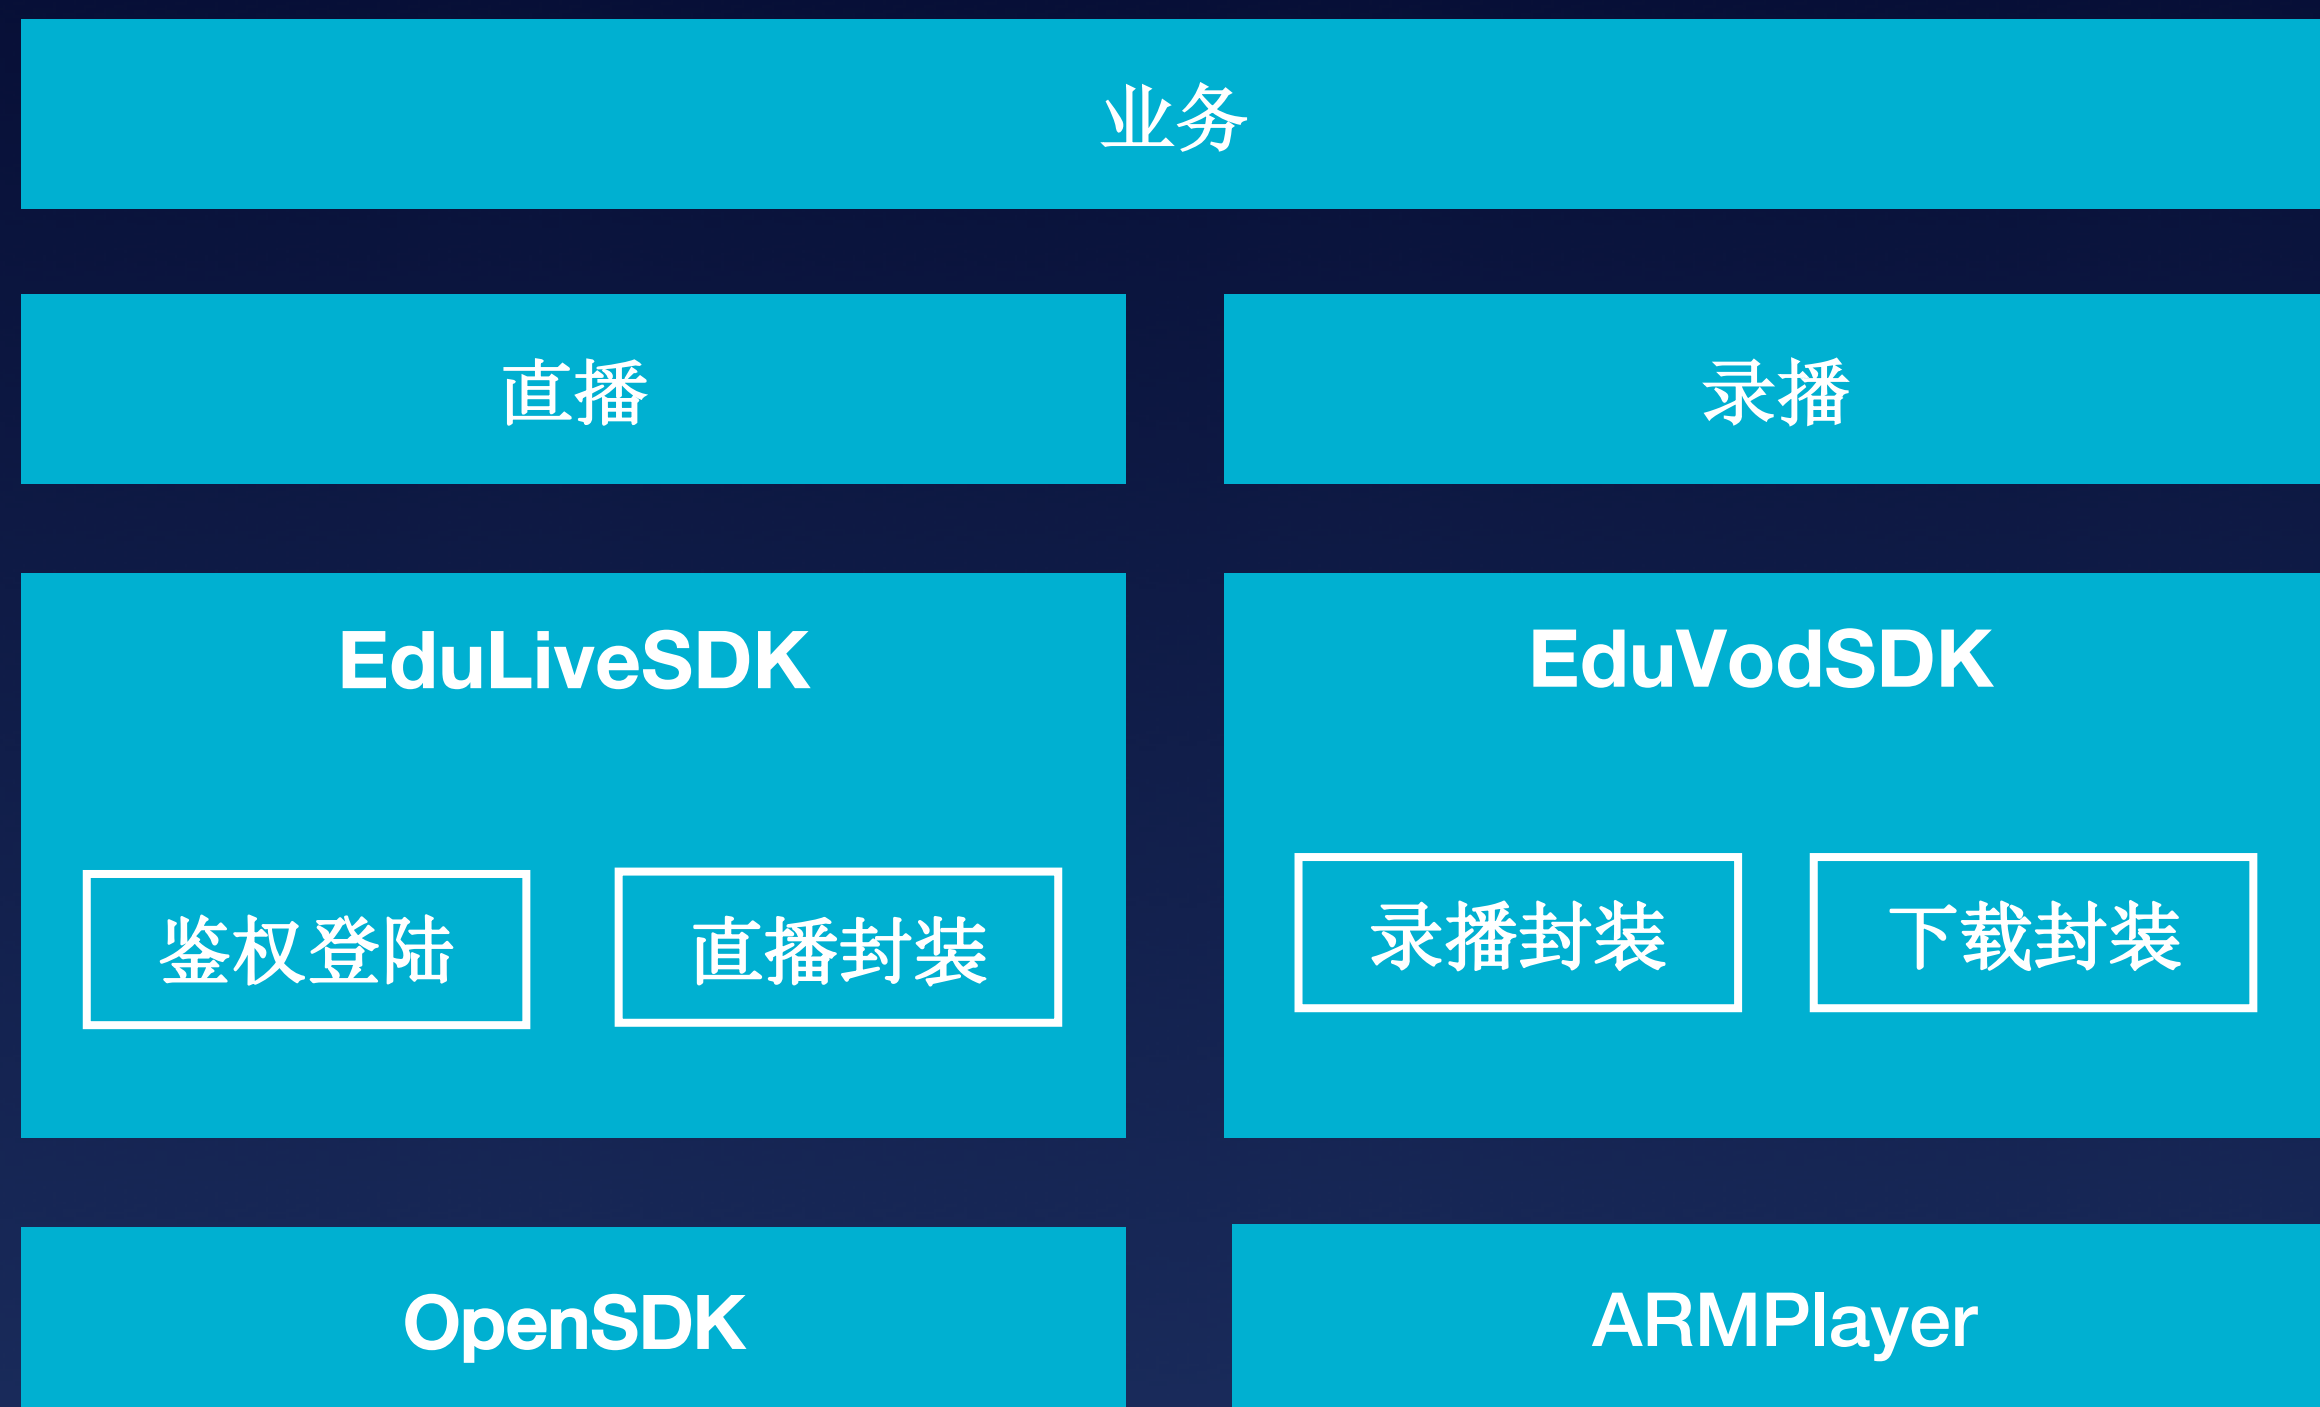 业务
直播
录播
EduLiveSDK
EduVodSDK
鉴权登陆
直播封装
录播封装
下载封装
OpenSDK
ARMPlayer